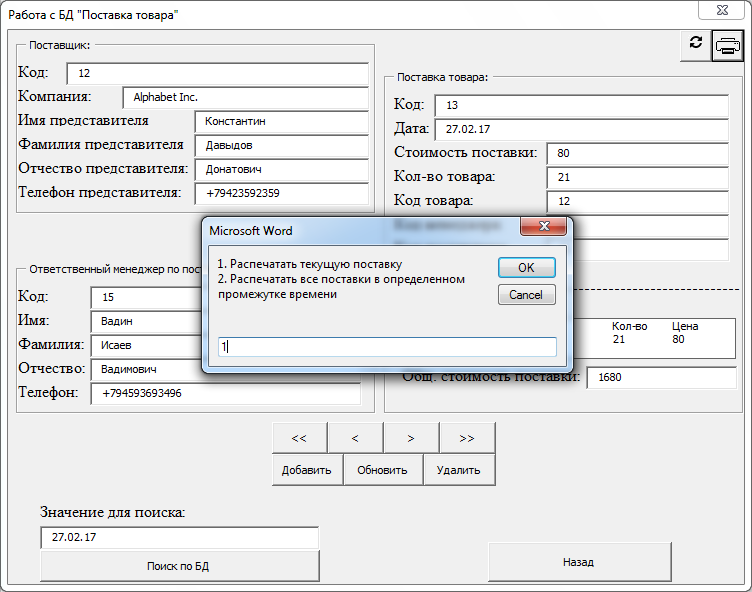 Работа с БД "Поставка товара"
Поставщик:
Код: 12
Компания: Alphabet Inc.
Имя представителя Константин
Фамилия представителя Давыдов
Отчество представителя: Донатович
Телефон представителя: +79423592359
Поставка товара:
Код: 13
Дата: 27.02.17
Стоимость поставки: 80
Кол-во товара: 21
Код товара: 12
Microsoft Word
1. Распечатать текущую поставку
2. Распечатать все поставки в определенном
промежутке времени
OK
Cancel
1
Ответственный менеджер по пост
Код: 15
Имя: Вадин
Фамилия: Исаев
Отчество: Вадимович
Телефон: +794593693496
Кол-во Цена
21 80
Общ. стоимость поставки: 1680
<< < > >>
Добавить Обновить Удалить
Значение для поиска:
27.02.17
Поиск по БД
Назад